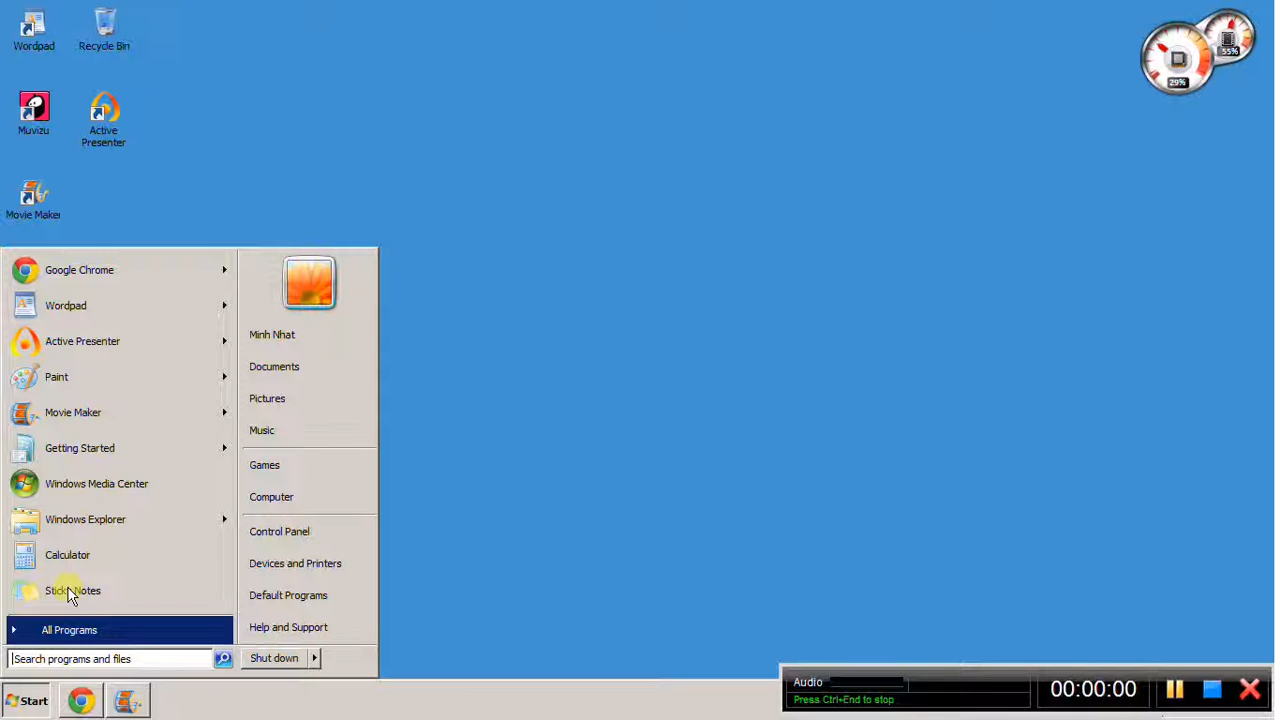 Wordpad
Recycle Bin
Muvizu
Active
Presenter
Movie Maker
55%
29%
Google Chrome
Wordpad
Active Presenter
Paint
Movie Maker
Getting Started
Windows Media Center
Windows Explorer
Calculator
Sticky Notes
All Programs
Search programs and files
Minh Nhat
Documents
Pictures
Music
Games
Computer
Control Panel
Devices and Printers
Default Programs
Help and Support
Shut down
Start
Audio
Press Ctrl+End to stop
00:00:00